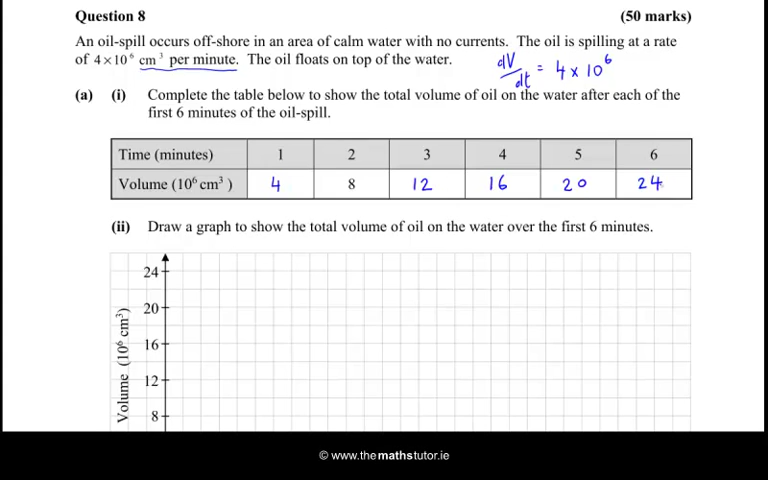 Question 8 (50 marks)
An oil-spill occurs off-shore in an area of calm water with no currents. The oil is spilling at a rate
of 4×10⁶ cm³ per minute. The oil floats on top of the water.
dV/dt = 4 x 10⁶
(a) (i) Complete the table below to show the total volume of oil on the water after each of the
first 6 minutes of the oil-spill.
Time (minutes) 1 2 3 4 5 6
Volume (10⁶ cm³ ) 4 8 12 16 20 24
(ii) Draw a graph to show the total volume of oil on the water over the first 6 minutes.
24
20
16
12
8
Volume (10⁶ cm³)
© www.themathstutor.ie